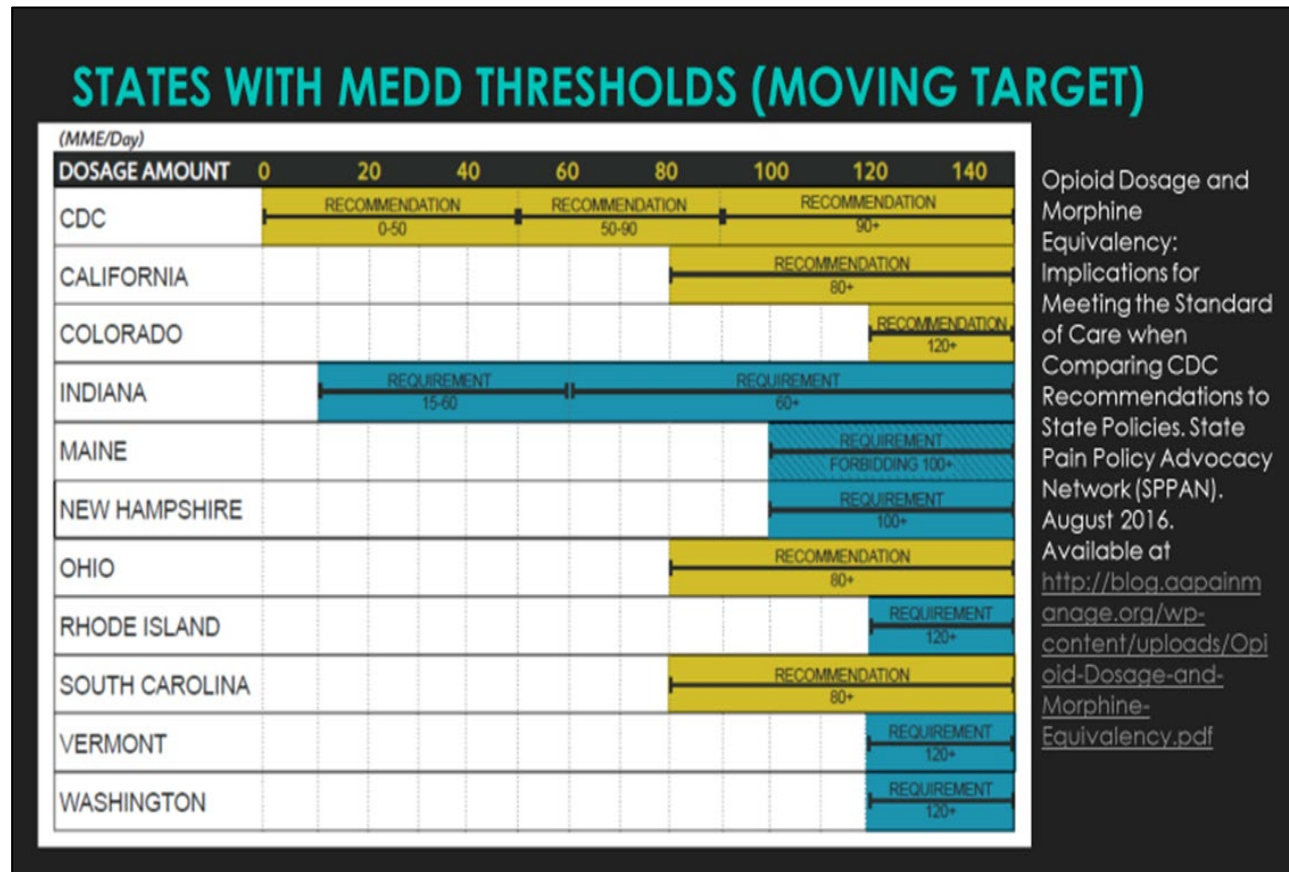 STATES WITH MEDD THRESHOLDS (MOVING TARGET)
(MME/Day)
DOSAGE AMOUNT 0 20 40 60 80 100 120 140
CDC RECOMMENDATION 0-50 RECOMMENDATION 50-90 RECOMMENDATION 90+
CALIFORNIA RECOMMENDATION 80+
COLORADO RECOMMENDATION 120+
INDIANA REQUIREMENT 15-60 REQUIREMENT 60+
MAINE REQUIREMENT FORBIDDING 100+
NEW HAMPSHIRE REQUIREMENT 100+
OHIO RECOMMENDATION 80+
RHODE ISLAND REQUIREMENT 120+
SOUTH CAROLINA RECOMMENDATION 80+
VERMONT REQUIREMENT 120+
WASHINGTON REQUIREMENT 120+
Opioid Dosage and
Morphine
Equivalency:
Implications for
Meeting the Standard
of Care when
Comparing CDC
Recommendations to
State Policies. State
Pain Policy Advocacy
Network (SPPAN).
August 2016.
Available at
http://blog.aapainm
anage.org/wp-
content/uploads/Opi
oid-Dosage-and-
Morphine-
Equivalency.pdf